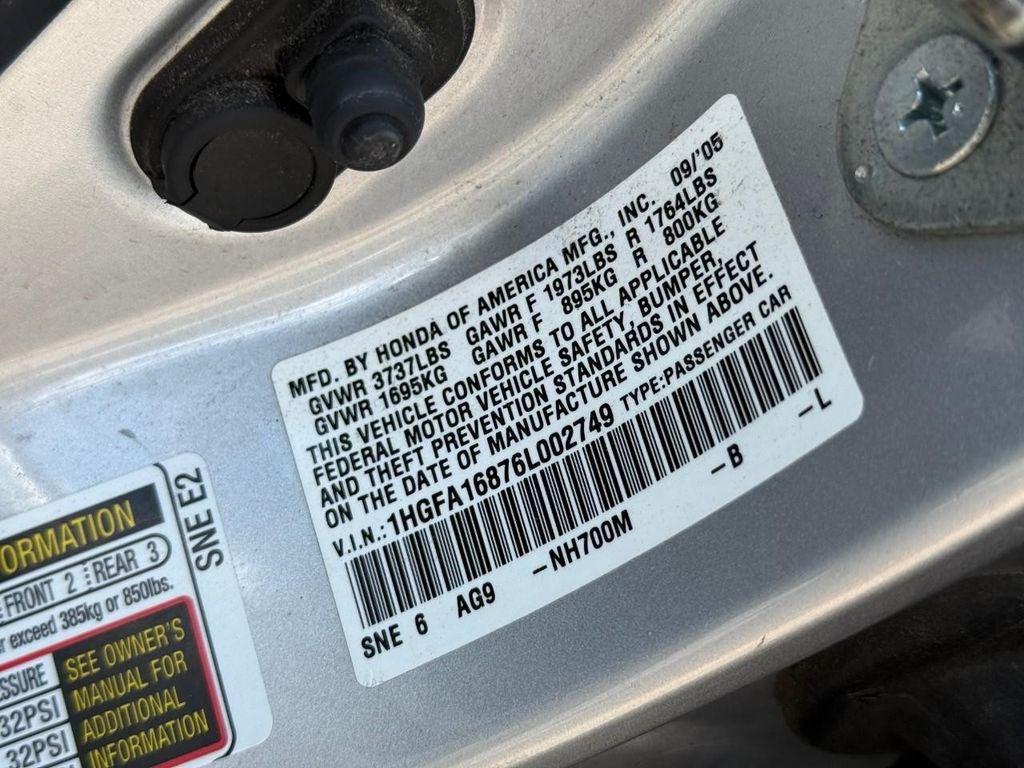 MFD. BY HONDA OF AMERICA MFG., INC. 09/'05
GVWR 3737LBS GAWR F 1973LBS R 1764LBS
GVWR 1695KG GAWR F 895KG R 800KG
THIS VEHICLE CONFORMS TO ALL APPLICABLE
FEDERAL MOTOR VEHICLE SAFETY, BUMPER,
AND THEFT PREVENTION STANDARDS IN EFFECT
ON THE DATE OF MANUFACTURE SHOWN ABOVE.
V.I.N.:1HGFA16876L002749 TYPE:PASSENGER CAR
SNE 6 AG9 -NH700M -B -L
SNE E2
FRONT 2 REAR 3
exceed 385kg or 850lbs.
32PSI
32PSI
SEE OWNER'S
MANUAL FOR
ADDITIONAL
INFORMATION